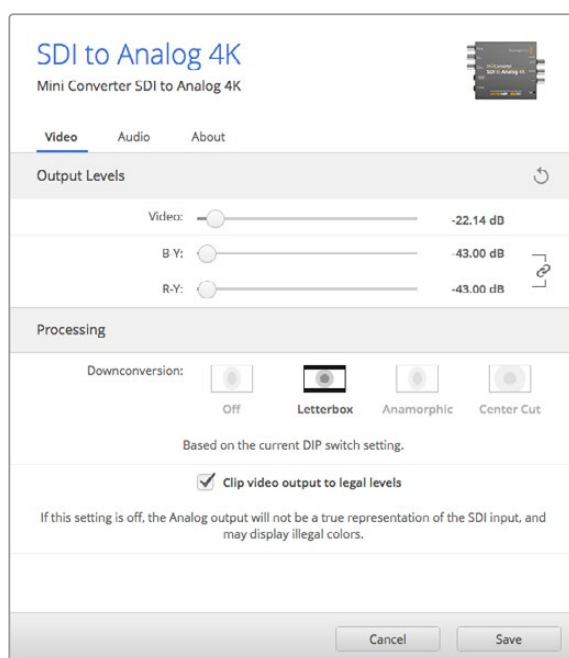 SDI to Analog 4K
Mini Converter SDI to Analog 4K
Video Audio About
Output Levels
Video: -22.14 dB
B-Y: -43.00 dB
R-Y: -43.00 dB
Processing
Downconversion:
Off Letterbox Anamorphic Center Cut
Based on the current DIP switch setting.
Clip video output to legal levels
If this setting is off, the Analog output will not be a true representation of the SDI input, and
may display illegal colors.
Cancel Save